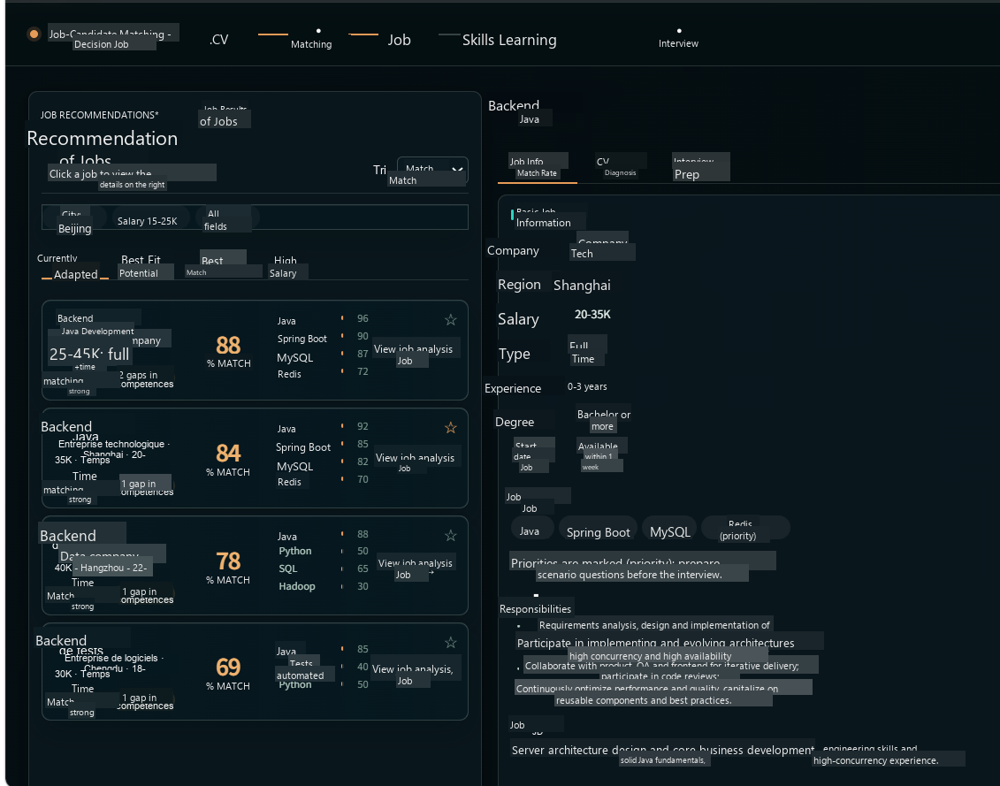 Job-Candidate Matching -
Decision Job
.CV
Matching
Job
Skills Learning
Interview
JOB RECOMMENDATIONS*
Job Results
of Jobs
Recommendation
of Jobs
Click a job to view the
details on the right
Tri
Match
Match
City:
Beijing
Salary 15-25K
All
fields
Currently
Adapted
Best Fit
Potential
Best
Match
High
Salary
Backend
Java Development
mpany
25-45K· full
+time
matching
strong
2 gaps in
ompetences
88
% MATCH
Java 96
Spring Boot 90
MySQL 87
Redis 72
View job analysis
Job
☆
Backend
Java
Entreprise technologique ·
Shanghai · 20-
35K · Temps
Time
matching
strong
1 gap in
ompetences
84
% MATCH
Java 92
Spring Boot 85
MySQL 82
Redis 70
View job analysis
Job
☆
Backend
Data company
40K - Hangzhou - 22-
Time
Match
strong
1 gap in
ompetences
78
% MATCH
Java 88
Python 50
SQL 65
Hadoop 30
View job analysis
Job →
☆
Backend
de tests
Entreprise de logiciels ·
Chengdu · 18-
30K · Temps
Time
Match
strong
1 gap in
competences
69
% MATCH
Java 85
Tests
automated 40
Python 50
View job analysis,
Job
☆
Backend
Java
Job Info
Match Rate
CV
Diagnosis
Interview
Prep
Basic Job
Information
Company
Company
Tech
Region Shanghai
Salary 20-35K
Type
Full
Time
Experience 0-3 years
Degree
Bachelor or
more
Start
date
Job
Available
within 1
week
Job
Job
Java
Spring Boot
MySQL
Redis
(priority)
Priorities are marked (priority); prepare
scenario questions before the interview.
Responsibilities
• Requirements analysis, design and implementation of
Participate in implementing and evolving architectures
high concurrency and high availability
• Collaborate with product, QA and frontend for iterative delivery;
participate in code reviews;
Continuously optimize performance and quality, capitalize on
reusable components and best practices.
Job
JD
Server architecture design and core business development, engineering skills and
solid Java fundamentals,
high-concurrency experience.